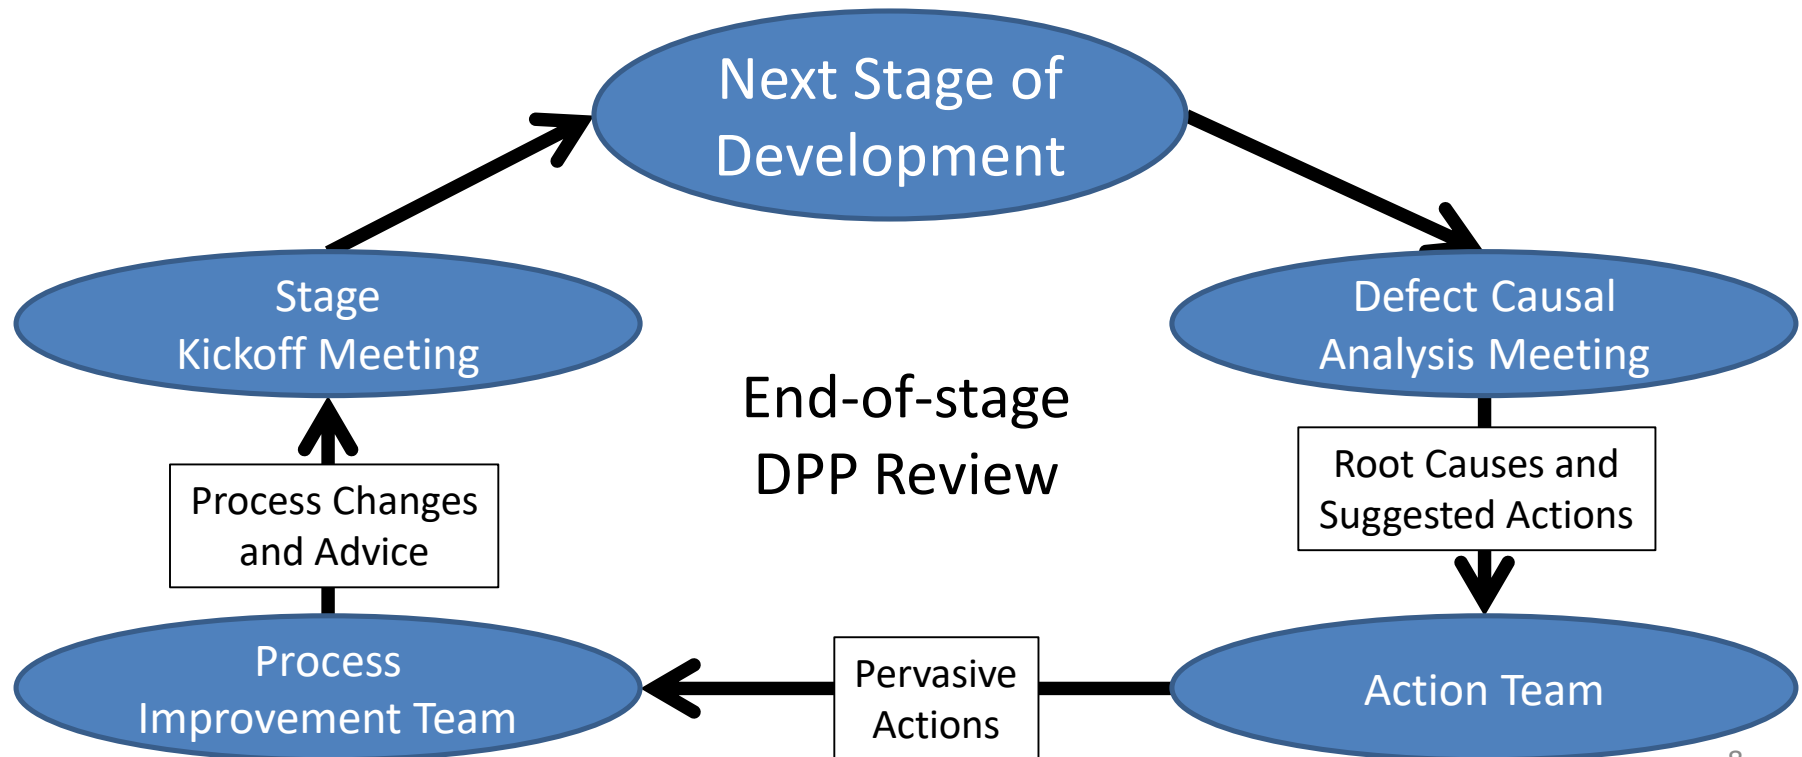 Next Stage of
Development
Stage
Kickoff Meeting
Defect Causal
Analysis Meeting
End-of-stage
DPP Review
Process Changes
and Advice
Root Causes and
Suggested Actions
Process
Improvement Team
Pervasive
Actions
Action Team